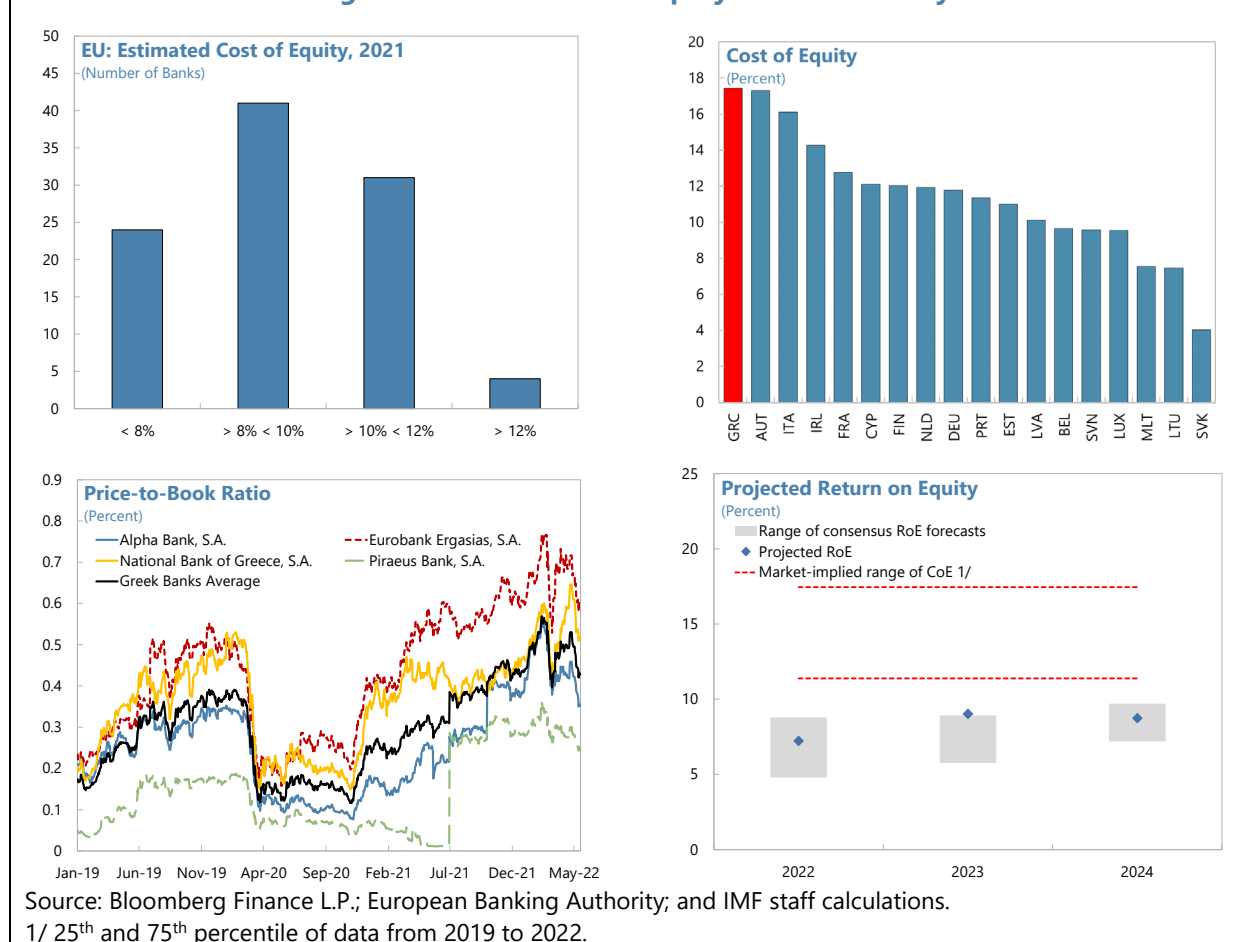 EU: Estimated Cost of Equity, 2021
(Number of Banks)
50
45
40
35
30
25
20
15
10
5
0
< 8%
> 8% < 10%
> 10% < 12%
> 12%
Cost of Equity
(Percent)
20
18
16
14
12
10
8
6
4
2
0
GRC
AUT
ITA
IRL
FRA
CYP
FIN
NLD
DEU
PRT
EST
LVA
BEL
SVN
LUX
MLT
LTU
SVK
Price-to-Book Ratio
(Percent)
Alpha Bank, S.A.
Eurobank Ergasias, S.A.
National Bank of Greece, S.A.
Piraeus Bank, S.A.
Greek Banks Average
0.9
0.8
0.7
0.6
0.5
0.4
0.3
0.2
0.1
0
Jan-19
Jun-19
Nov-19
Apr-20
Sep-20
Feb-21
Jul-21
Dec-21
May-22
Projected Return on Equity
(Percent)
Range of consensus RoE forecasts
Projected RoE
Market-implied range of CoE 1/
25
20
15
10
5
0
2022
2023
2024
Source: Bloomberg Finance L.P.; European Banking Authority; and IMF staff calculations.
1/ 25th and 75th percentile of data from 2019 to 2022.